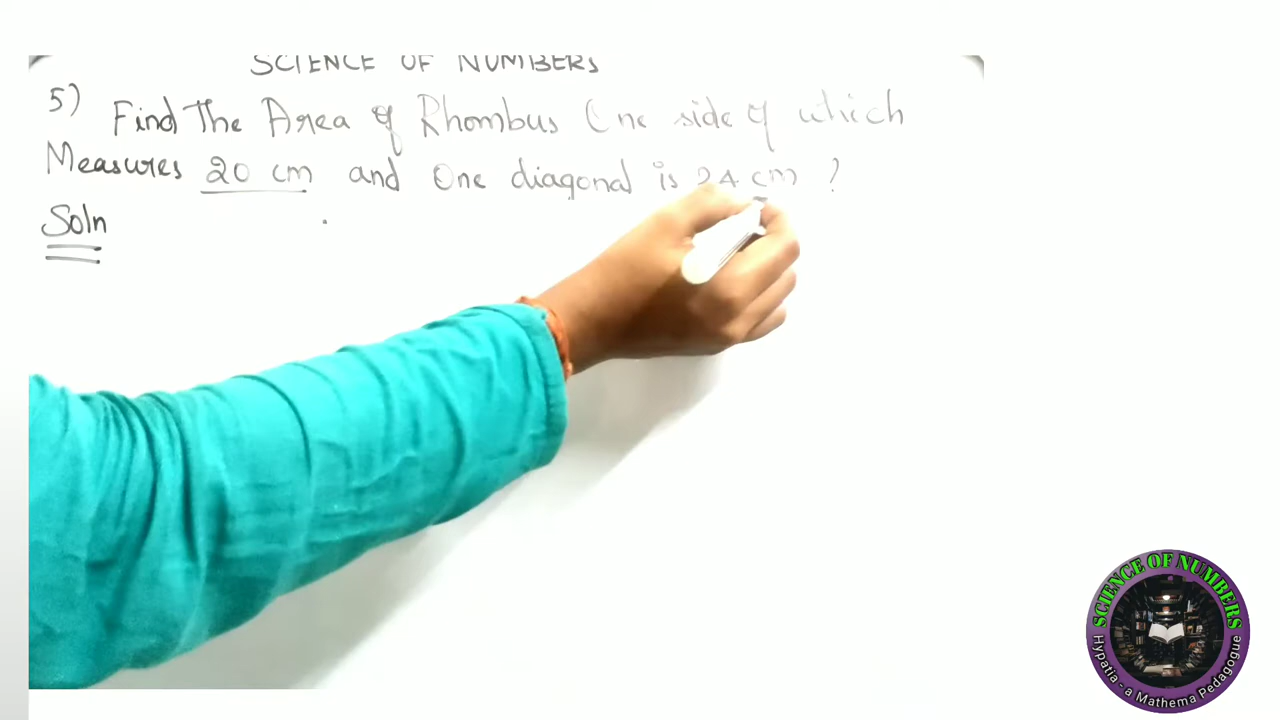 SCIENCE OF NUMBERS
5) Find The Area of Rhombus One side of which
Measures 20 cm and One diagonal is 24 cm ?
Soln
SCIENCE OF NUMBERS
Hypatia - a Mathema Pedagogue